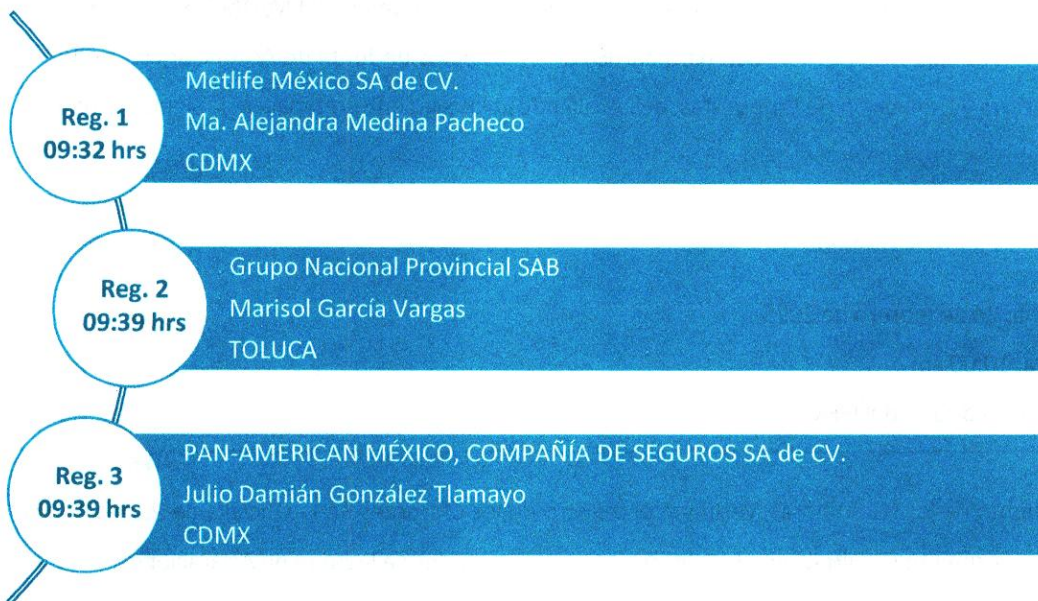 Reg. 1
09:32 hrs
Metlife México SA de CV.
Ma. Alejandra Medina Pacheco
CDMX
Reg. 2
09:39 hrs
Grupo Nacional Provincial SAB
Marisol García Vargas
TOLUCA
Reg. 3
09:39 hrs
PAN-AMERICAN MÉXICO, COMPAÑÍA DE SEGUROS SA de CV.
Julio Damián González Tlamayo
CDMX